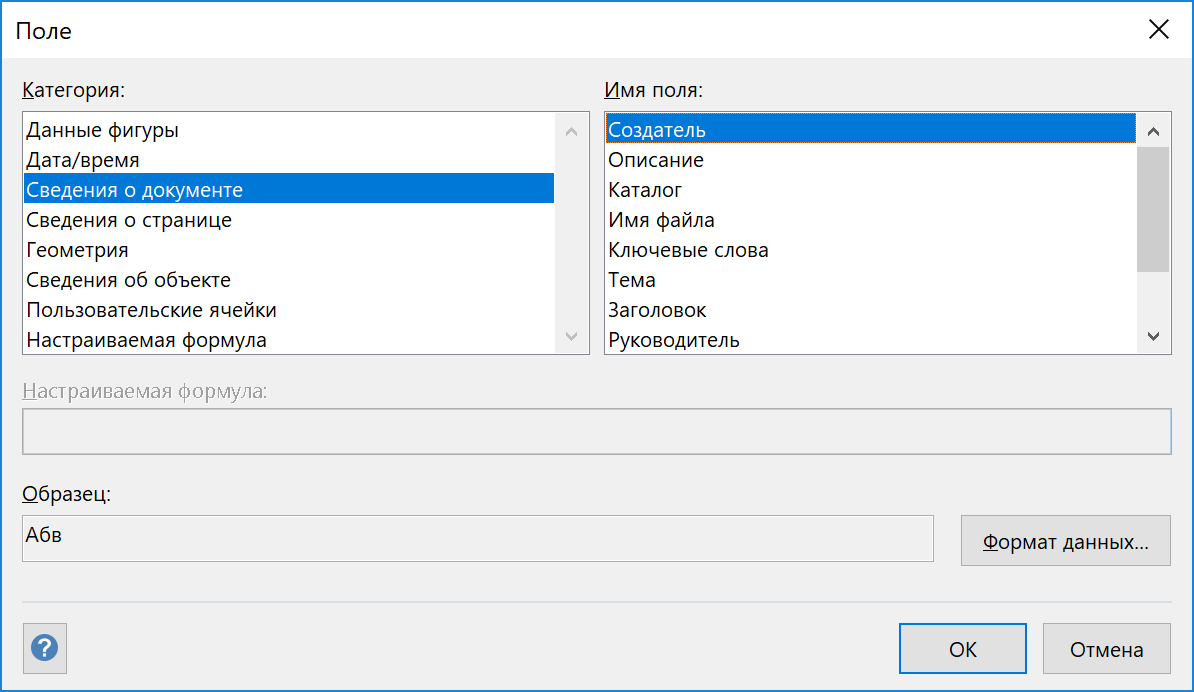 Поле
Категория:
Данные фигуры
Дата/время
Сведения о документе
Сведения о странице
Геометрия
Сведения об объекте
Пользовательские ячейки
Настраиваемая формула
Имя поля:
Создатель
Описание
Каталог
Имя файла
Ключевые слова
Тема
Заголовок
Руководитель
Настраиваемая формула:
Образец:
Абв
Формат данных...
?
ОК
Отмена